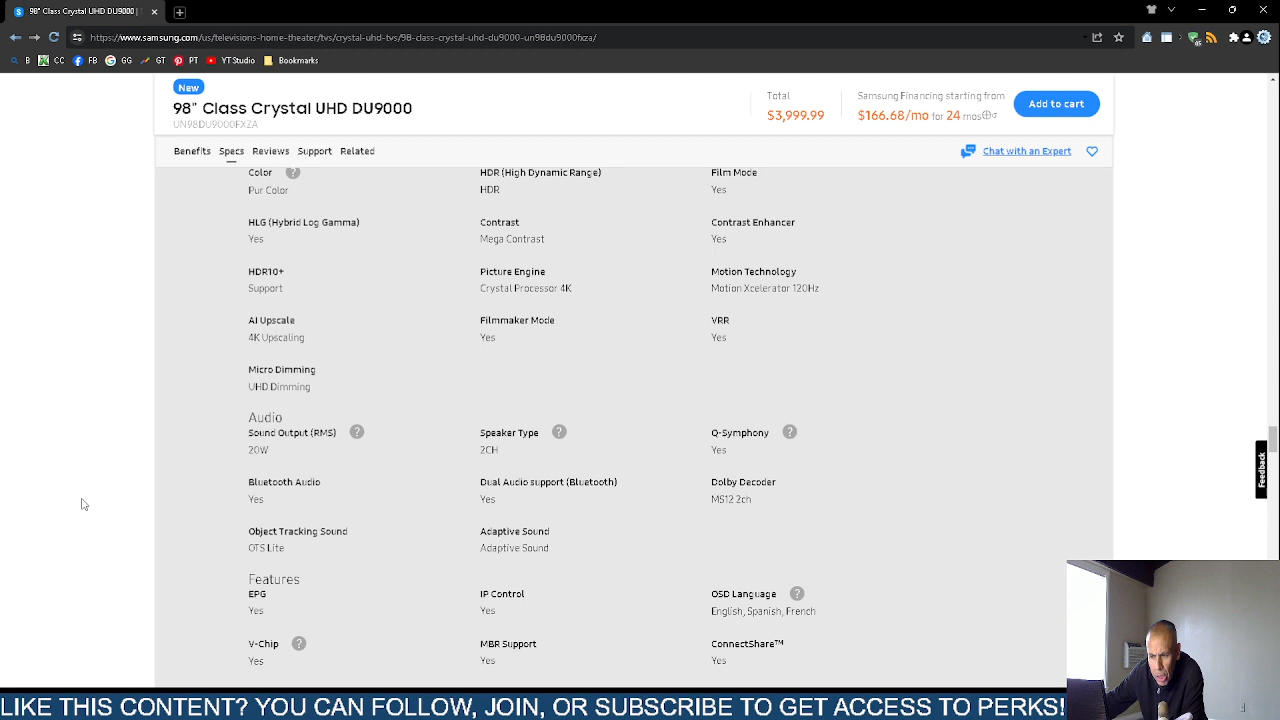 98" Class Crystal UHD DU9000 |
https://www.samsung.com/us/televisions-home-theater/tvs/crystal-uhd-tvs/98-class-crystal-uhd-du9000-un98du9000fxza/
B CC FB GG GT PT YT Studio Bookmarks
New
98" Class Crystal UHD DU9000
UN98DU9000FXZA
Total
$3,999.99
Samsung Financing starting from
$166.68/mo for 24 mos
Add to cart
Benefits Specs Reviews Support Related
Chat with an Expert
Color ? HDR (High Dynamic Range) Film Mode
Pur Color HDR Yes
HLG (Hybrid Log Gamma) Contrast Contrast Enhancer
Yes Mega Contrast Yes
HDR10+ Picture Engine Motion Technology
Support Crystal Processor 4K Motion Xcelerator 120Hz
AI Upscale Filmmaker Mode VRR
4K Upscaling Yes Yes
Micro Dimming
UHD Dimming
Audio
Sound Output (RMS) ? Speaker Type ? Q-Symphony ?
20W 2CH Yes
Bluetooth Audio Dual Audio support (Bluetooth) Dolby Decoder
Yes Yes MS12 2ch
Object Tracking Sound Adaptive Sound
OTS Lite Adaptive Sound
Features
EPG IP Control OSD Language ?
Yes Yes English, Spanish, French
V-Chip ? MBR Support ConnectShare™
Yes Yes Yes
Feedback
LIKE THIS CONTENT? YOU CAN FOLLOW, JOIN, OR SUBSCRIBE TO GET ACCESS TO PERKS!